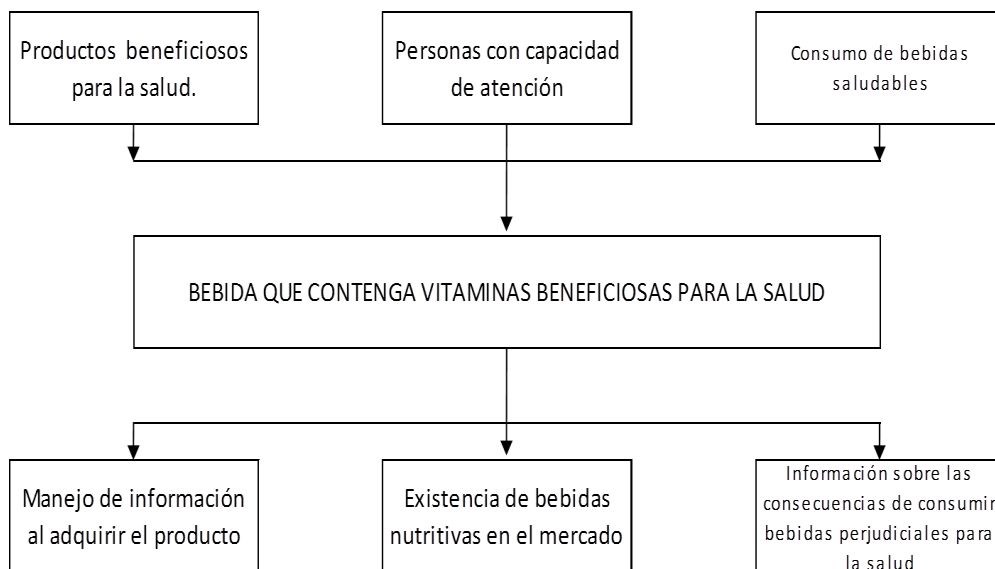 Productos beneficiosos
para la salud.
Personas con capacidad
de atención
Consumo de bebidas
saludables
BEBIDA QUE CONTENGA VITAMINAS BENEFICIOSAS PARA LA SALUD
Manejo de información
al adquirir el producto
Existencia de bebidas
nutritivas en el mercado
Información sobre las
consecuencias de consumir
bebidas perjudiciales para
la salud